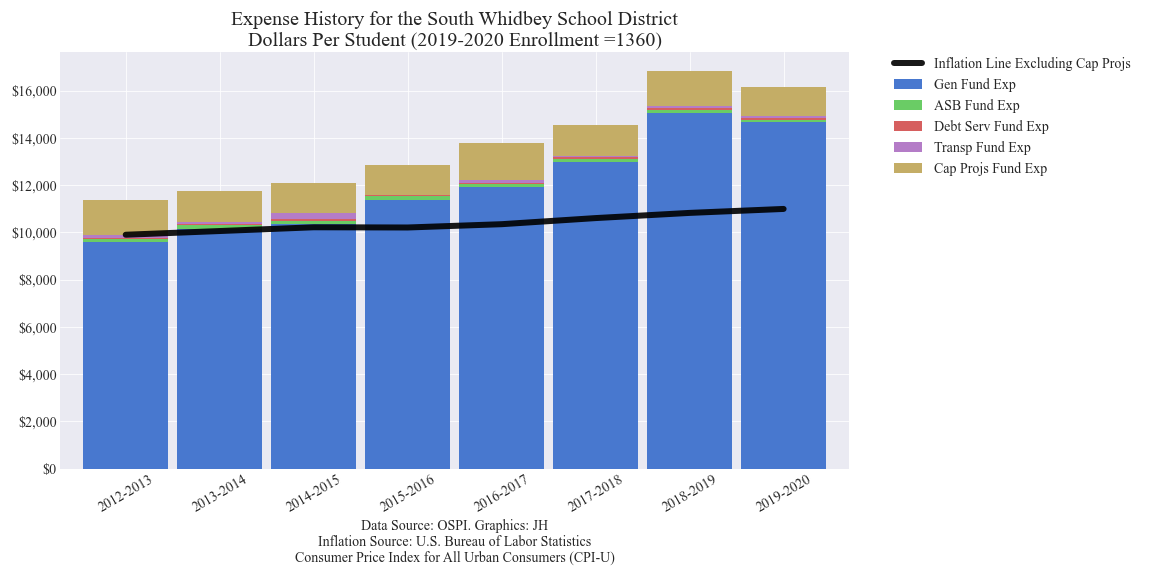 Expense History for the South Whidbey School District
Dollars Per Student (2019-2020 Enrollment =1360)
Inflation Line Excluding Cap Projs
Gen Fund Exp
ASB Fund Exp
Debt Serv Fund Exp
Transp Fund Exp
Cap Projs Fund Exp
$16,000
$14,000
$12,000
$10,000
$8,000
$6,000
$4,000
$2,000
$0
2012-2013
2013-2014
2014-2015
2015-2016
2016-2017
2017-2018
2018-2019
2019-2020
Data Source: OSPI. Graphics: JH
Inflation Source: U.S. Bureau of Labor Statistics
Consumer Price Index for All Urban Consumers (CPI-U)